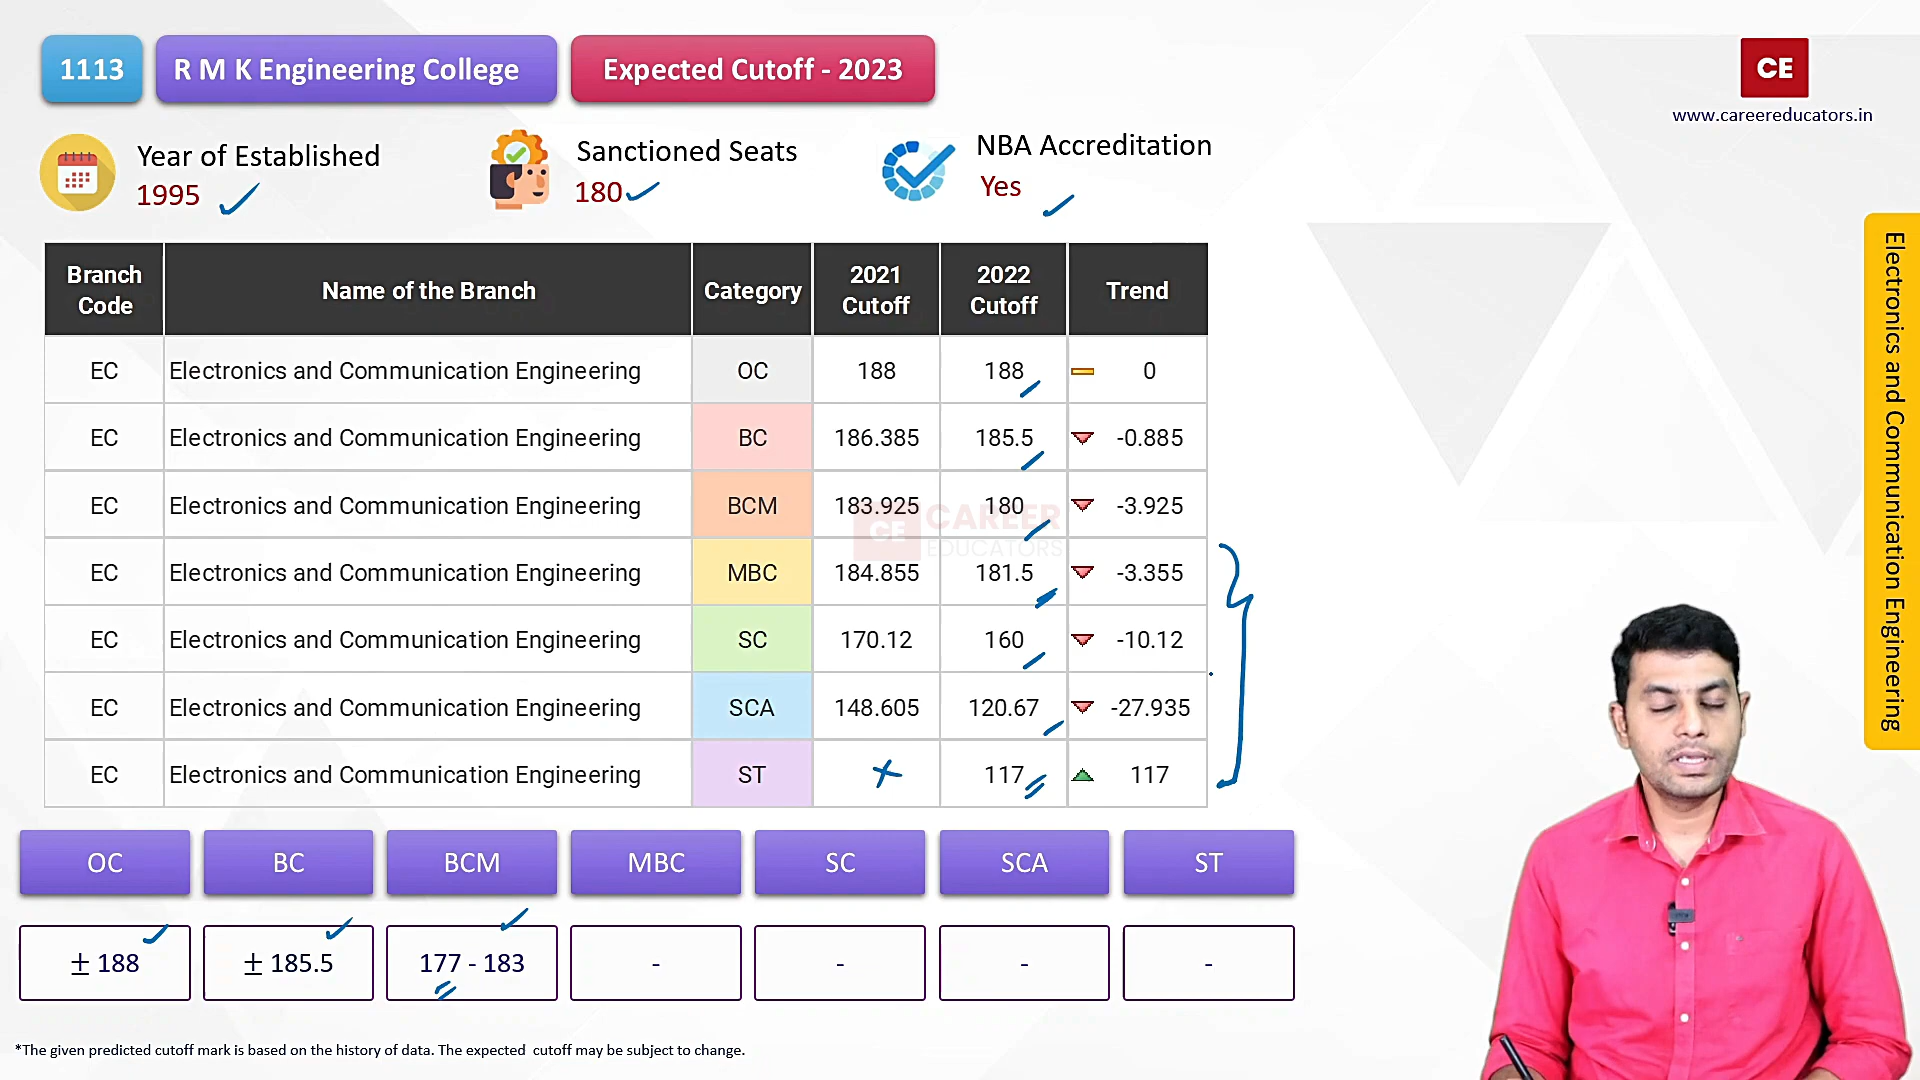 1113
R M K Engineering College
Expected Cutoff - 2023
CE
www.careereducators.in
Year of Established
1995
Sanctioned Seats
180
NBA Accreditation
Yes
Branch Code Name of the Branch Category 2021 Cutoff 2022 Cutoff Trend
EC Electronics and Communication Engineering OC 188 188 0
EC Electronics and Communication Engineering BC 186.385 185.5 -0.885
EC Electronics and Communication Engineering BCM 183.925 180 -3.925
CE CAREER
EDUCATORS
EC Electronics and Communication Engineering MBC 184.855 181.5 -3.355
EC Electronics and Communication Engineering SC 170.12 160 -10.12
EC Electronics and Communication Engineering SCA 148.605 120.67 -27.935
EC Electronics and Communication Engineering ST 117 117
OC BC BCM MBC SC SCA ST
± 188 ± 185.5 177 - 183 - - - -
*The given predicted cutoff mark is based on the history of data. The expected cutoff may be subject to change.
Electronics and Communication Engineering